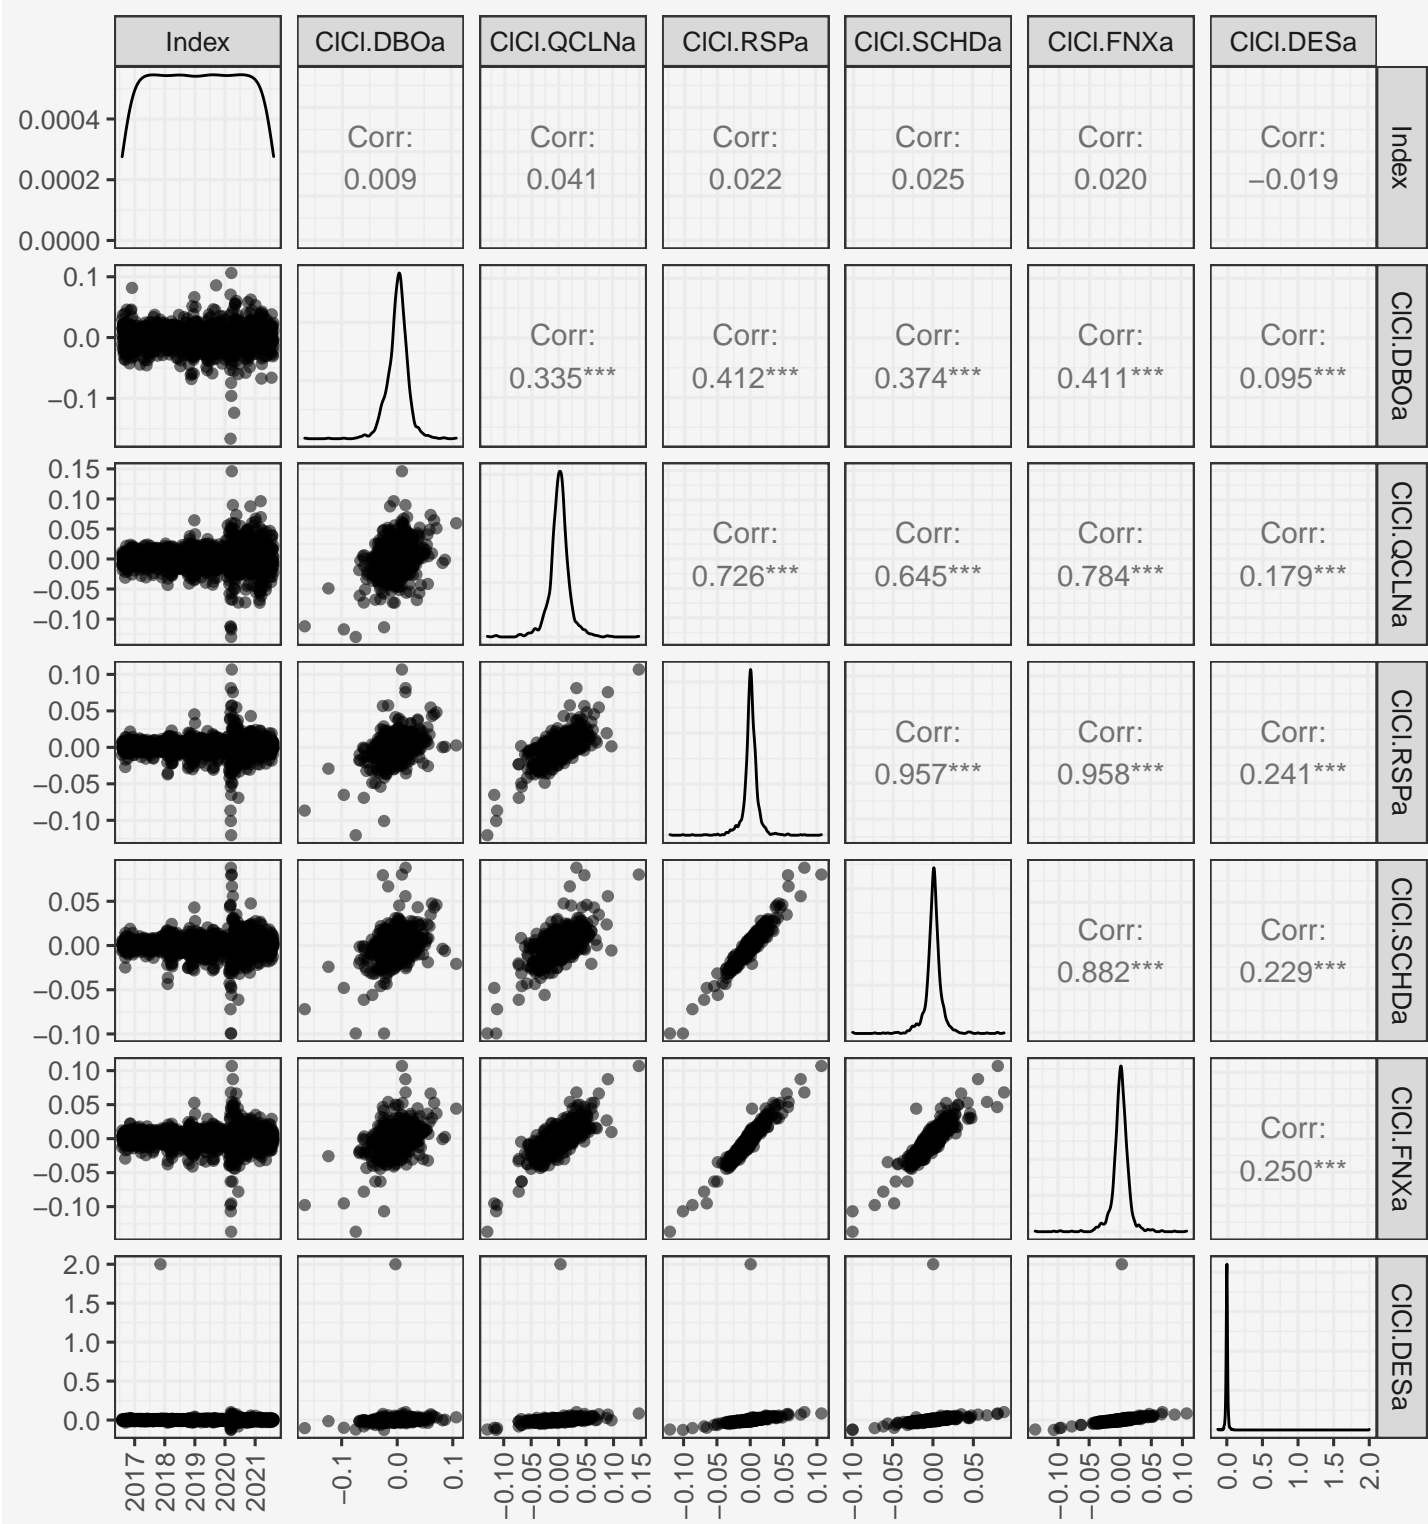 Index
ClCl.DBOa
ClCl.QCLNa
ClCl.RSPa
ClCl.SCHDa
ClCl.FNXa
ClCl.DESa
0.0004
0.0002
0.0000
Corr:
0.009
Corr:
0.041
Corr:
0.022
Corr:
0.025
Corr:
0.020
Corr:
−0.019
Index
0.1
0.0
−0.1
Corr:
0.335***
Corr:
0.412***
Corr:
0.374***
Corr:
0.411***
Corr:
0.095***
ClCl.DBOa
0.15
0.10
0.05
0.00
−0.05
−0.10
Corr:
0.726***
Corr:
0.645***
Corr:
0.784***
Corr:
0.179***
ClCl.QCLNa
0.10
0.05
0.00
−0.05
−0.10
Corr:
0.957***
Corr:
0.958***
Corr:
0.241***
ClCl.RSPa
0.05
0.00
−0.05
−0.10
Corr:
0.882***
Corr:
0.229***
ClCl.SCHDa
0.10
0.05
0.00
−0.05
−0.10
Corr:
0.250***
ClCl.FNXa
2.0
1.5
1.0
0.5
0.0
ClCl.DESa
2017
2018
2019
2020
2021
−0.1
0.0
0.1
−0.10
−0.05
0.00
0.05
0.10
0.15
−0.10
−0.05
0.00
0.05
0.10
−0.10
−0.05
0.00
0.05
−0.10
−0.05
0.00
0.05
0.10
0.0
0.5
1.0
1.5
2.0